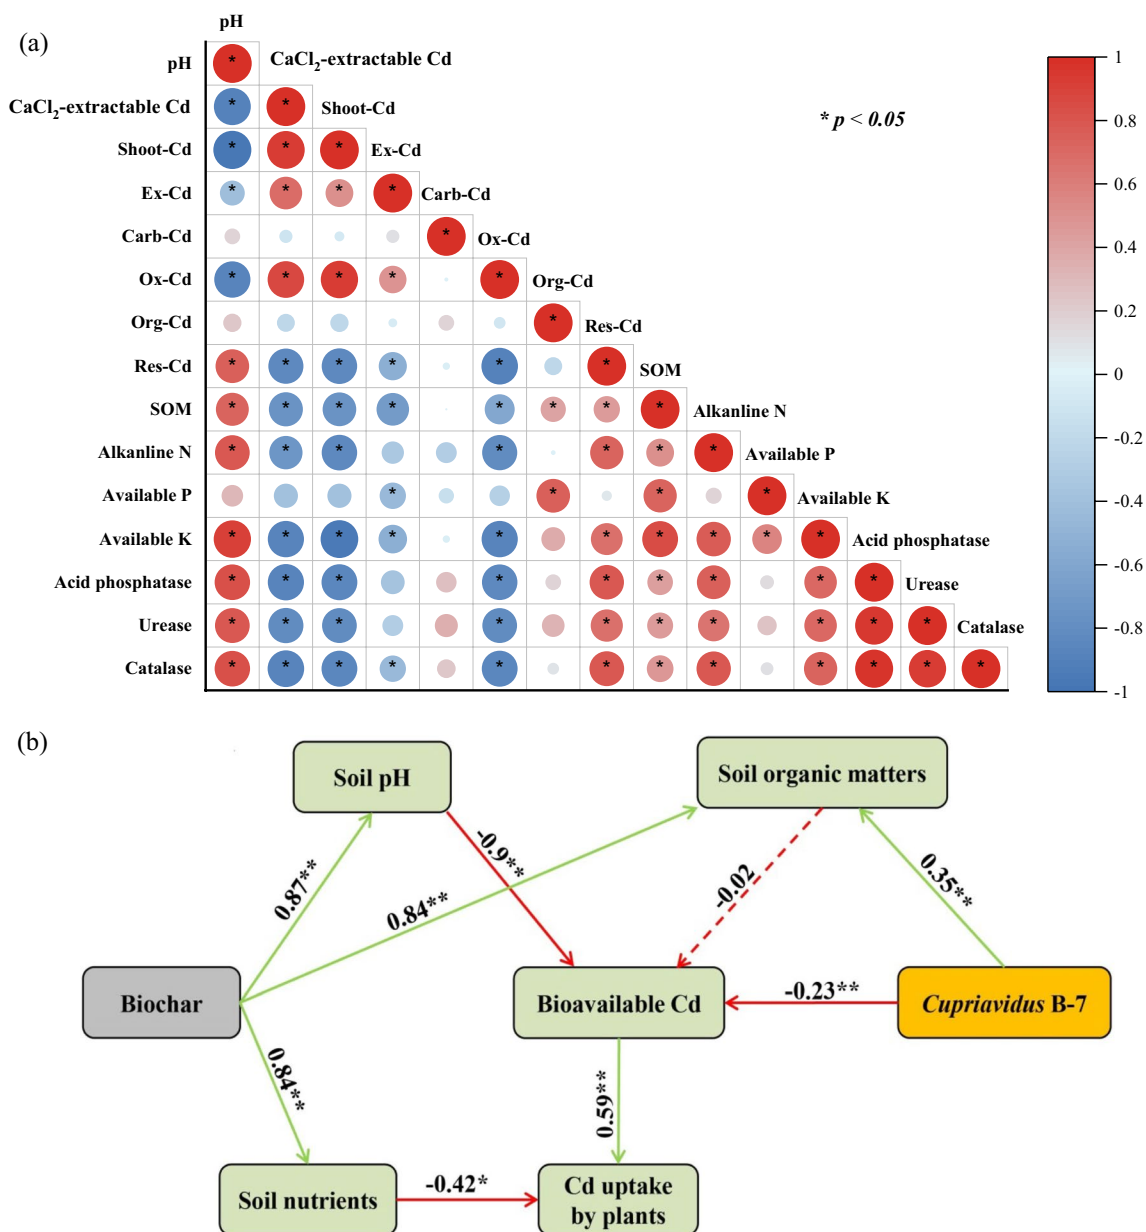 (a)
pH
pH
*
CaCl₂-extractable Cd
CaCl₂-extractable Cd
* *
Shoot-Cd
* p < 0.05
Shoot-Cd
* * *
Ex-Cd
Ex-Cd
* * * *
Carb-Cd
Carb-Cd
*
Ox-Cd
Ox-Cd
* * * * *
Org-Cd
Org-Cd
*
Res-Cd
Res-Cd
* * * * * *
SOM
SOM
* * * * * * * *
Alkanline N
Alkanline N
* * * * * * *
Available P
Available P
* * * *
Available K
Available K
* * * * * * * * * *
Acid phosphatase
Acid phosphatase
* * * * * * * * *
Urease
Urease
* * * * * * * * * *
Catalase
Catalase
* * * * * * * * * * * *
1
0.8
0.6
0.4
0.2
0
-0.2
-0.4
-0.6
-0.8
-1
(b)
Soil pH
Soil organic matters
0.87**
-0.9**
0.84**
-0.02
0.35**
Biochar
Bioavailable Cd
-0.23**
Cupriavidus B-7
0.84**
0.59**
Soil nutrients
-0.42*
Cd uptake
by plants